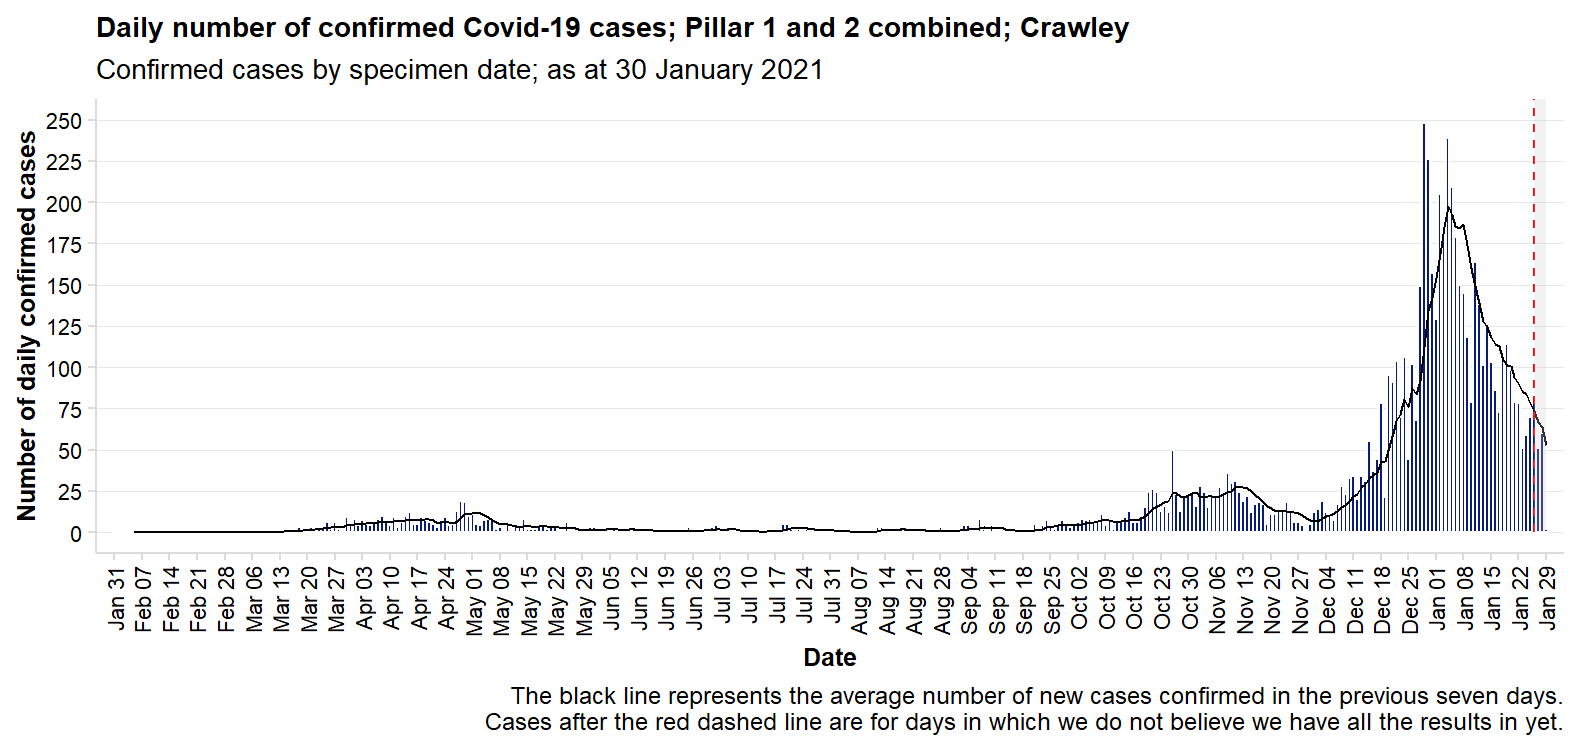 Daily number of confirmed Covid-19 cases; Pillar 1 and 2 combined; Crawley
Confirmed cases by specimen date; as at 30 January 2021
Number of daily confirmed cases
250
225
200
175
150
125
100
75
50
25
0
Jan 31
Feb 07
Feb 14
Feb 21
Feb 28
Mar 06
Mar 13
Mar 20
Mar 27
Apr 03
Apr 10
Apr 17
Apr 24
May 01
May 08
May 15
May 22
May 29
Jun 05
Jun 12
Jun 19
Jun 26
Jul 03
Jul 10
Jul 17
Jul 24
Jul 31
Aug 07
Aug 14
Aug 21
Aug 28
Sep 04
Sep 11
Sep 18
Sep 25
Oct 02
Oct 09
Oct 16
Oct 23
Oct 30
Nov 06
Nov 13
Nov 20
Nov 27
Dec 04
Dec 11
Dec 18
Dec 25
Jan 01
Jan 08
Jan 15
Jan 22
Jan 29
Date
The black line represents the average number of new cases confirmed in the previous seven days.
Cases after the red dashed line are for days in which we do not believe we have all the results in yet.